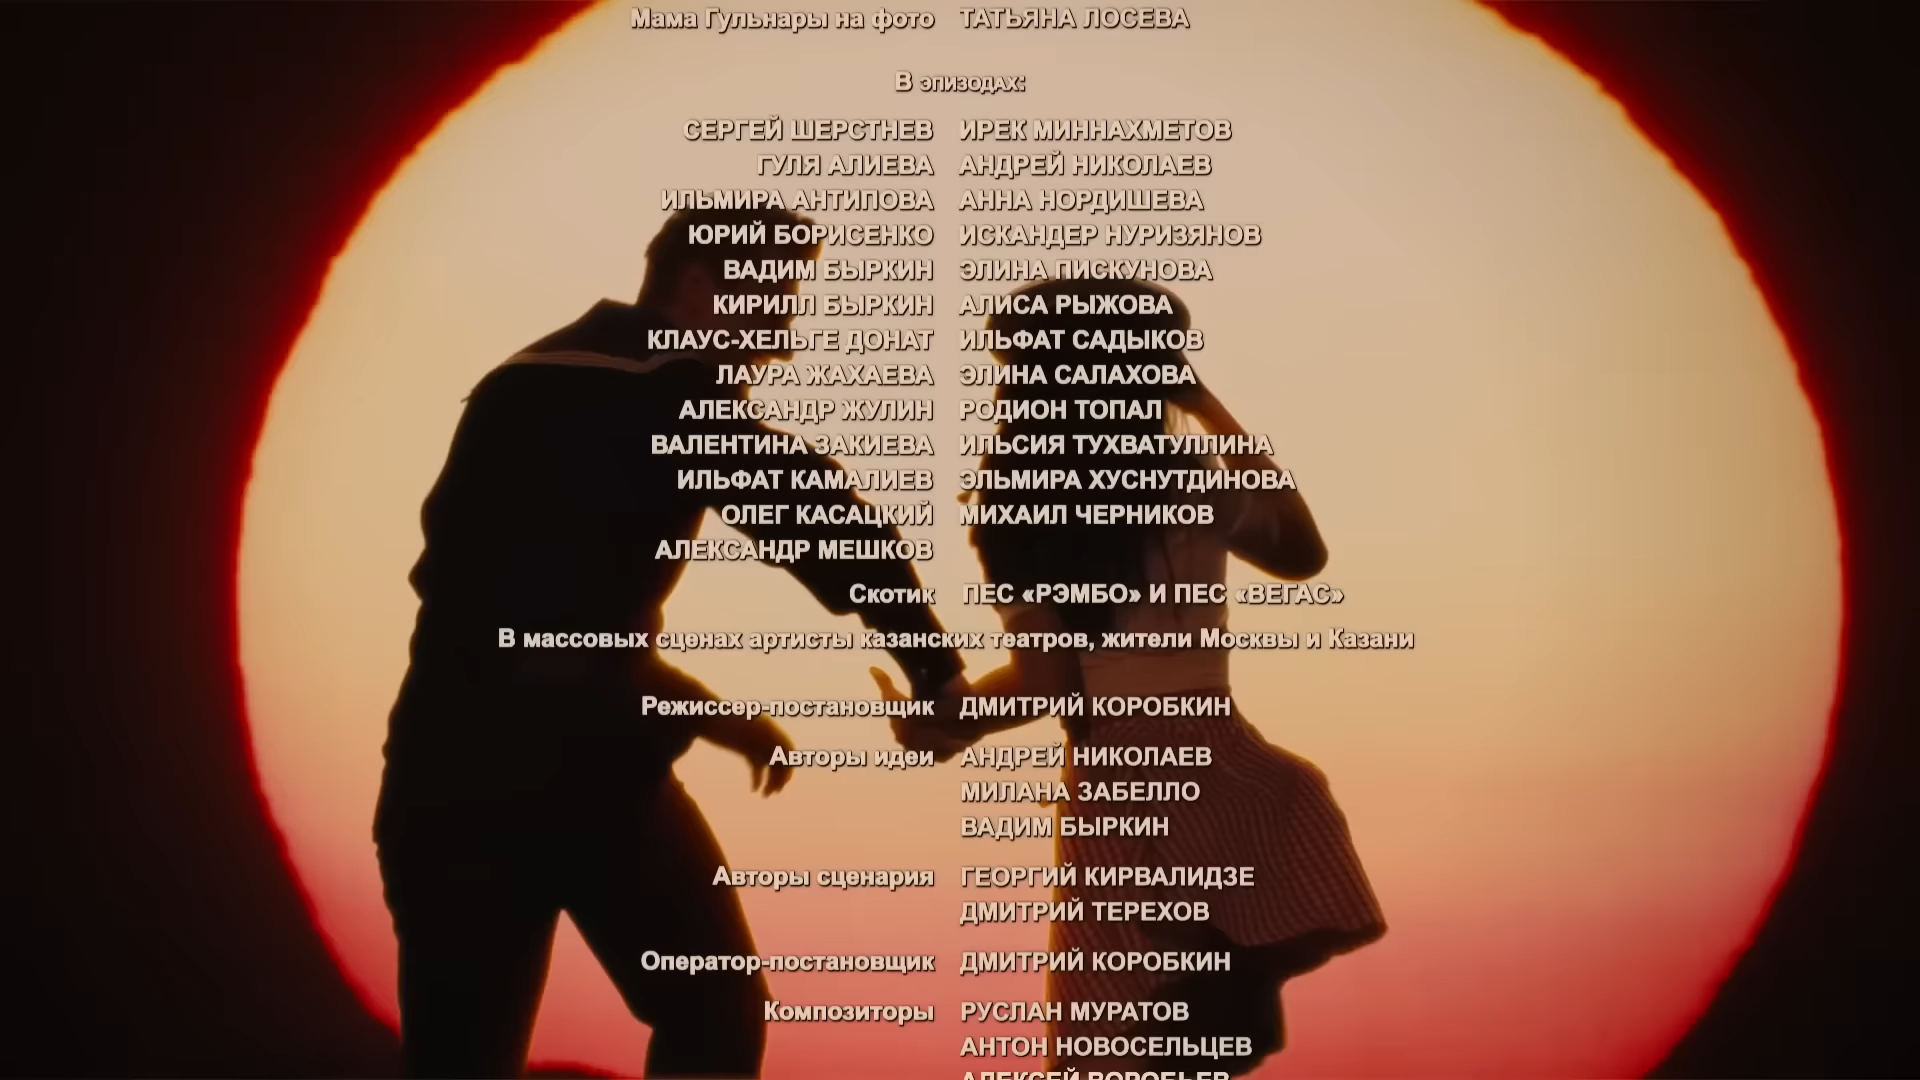 Мама Гульнары на фото ТАТЬЯНА ЛОСЕВА
В эпизодах:
СЕРГЕЙ ШЕРСТНЕВ ИРЕК МИННАХМЕТОВ
ГУЛЯ АЛИЕВА АНДРЕЙ НИКОЛАЕВ
ИЛЬМИРА АНТИПОВА АННА НОРДИШЕВА
ЮРИЙ БОРИСЕНКО ИСКАНДЕР НУРИЗЯНОВ
ВАДИМ БЫРКИН ЭЛИНА ПИСКУНОВА
КИРИЛЛ БЫРКИН АЛИСА РЫЖОВА
КЛАУС-ХЕЛЬГЕ ДОНАТ ИЛЬФАТ САДЫКОВ
ЛАУРА ЖАХАЕВА ЭЛИНА САЛАХОВА
АЛЕКСАНДР ЖУЛИН РОДИОН ТОПАЛ
ВАЛЕНТИНА ЗАКИЕВА ИЛЬСИЯ ТУХВАТУЛЛИНА
ИЛЬФАТ КАМАЛИЕВ ЭЛЬМИРА ХУСНУТДИНОВА
ОЛЕГ КАСАЦКИЙ МИХАИЛ ЧЕРНИКОВ
АЛЕКСАНДР МЕШКОВ
Скотик ПЕС «РЭМБО» И ПЕС «ВЕГАС»
В массовых сценах артисты казанских театров, жители Москвы и Казани
Режиссер-постановщик ДМИТРИЙ КОРОБКИН
Авторы идеи АНДРЕЙ НИКОЛАЕВ
МИЛАНА ЗАБЕЛЛО
ВАДИМ БЫРКИН
Авторы сценария ГЕОРГИЙ КИРВАЛИДЗЕ
ДМИТРИЙ ТЕРЕХОВ
Оператор-постановщик ДМИТРИЙ КОРОБКИН
Композиторы РУСЛАН МУРАТОВ
АНТОН НОВОСЕЛЬЦЕВ
АЛЕКСЕЙ ВОРОБЬЕВ